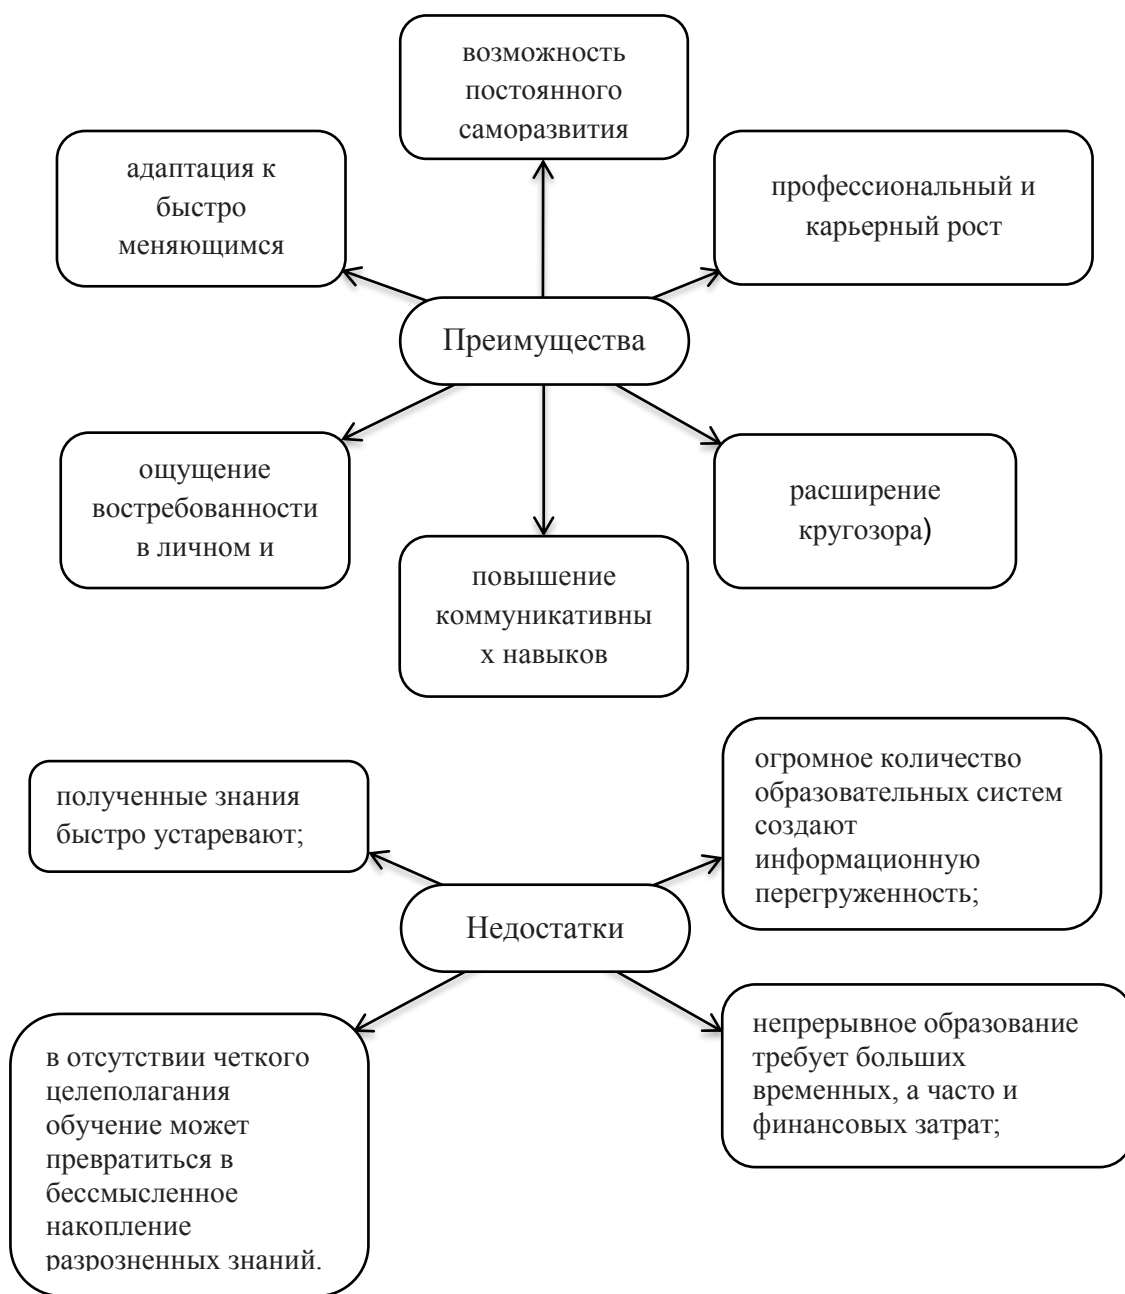 возможность
постоянного
саморазвития
адаптация к
быстро
меняющимся
профессиональный и
карьерный рост
Преимущества
ощущение
востребованности
в личном и
расширение
кругозора)
повышение
коммуникативны
х навыков
полученные знания
быстро устаревают;
огромное количество
образовательных систем
создают
информационную
перегруженность;
Недостатки
в отсутствии четкого
целеполагания
обучение может
превратиться в
бессмысленное
накопление
разрозненных знаний.
непрерывное образование
требует больших
временных, а часто и
финансовых затрат;